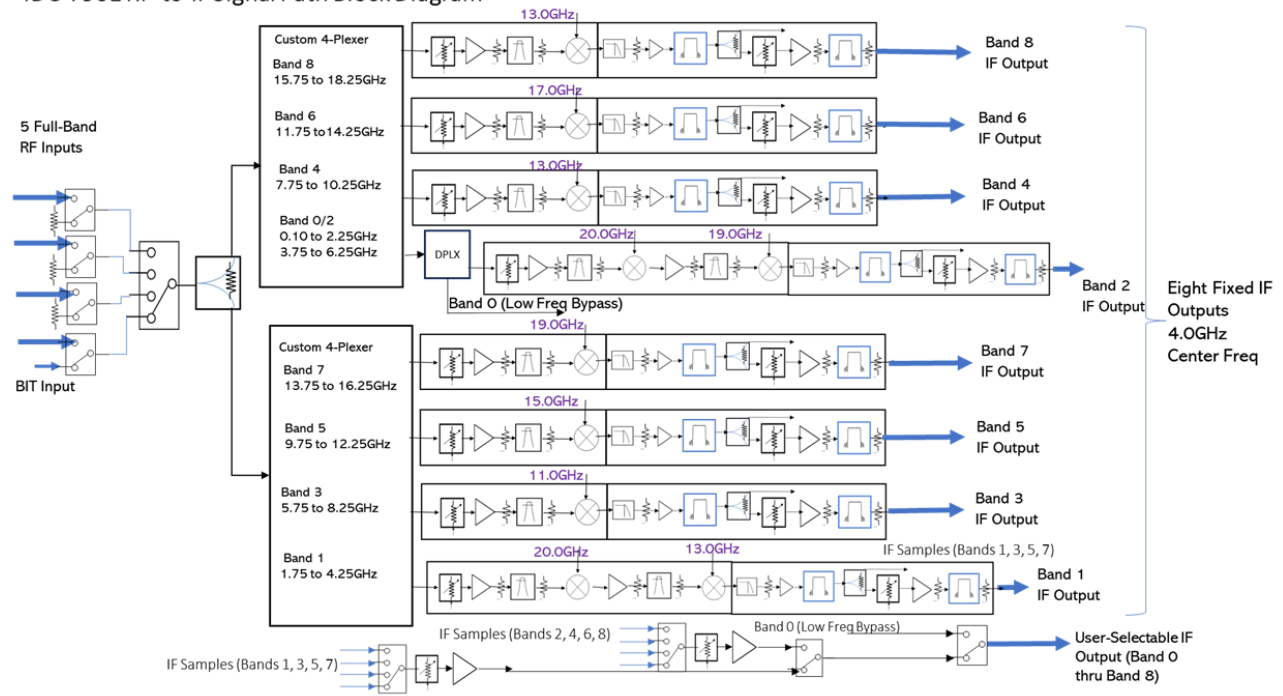 13.0GHz
Custom 4-Plexer
Band 8
15.75 to 18.25GHz
Band 8
IF Output
17.0GHz
5 Full-Band
RF Inputs
Band 6
11.75 to14.25GHz
Band 6
IF Output
13.0GHz
Band 4
7.75 to 10.25GHz
Band 4
IF Output
Band 0/2
0.10 to 2.25GHz
3.75 to 6.25GHz
20.0GHz
19.0GHz
DPLX
Band 2
IF Output
Band 0 (Low Freq Bypass)
Eight Fixed IF
Outputs
4.0GHz
Center Freq
BIT Input
19.0GHz
Custom 4-Plexer
Band 7
13.75 to 16.25GHz
Band 7
IF Output
15.0GHz
Band 5
9.75 to 12.25GHz
Band 5
IF Output
11.0GHz
Band 3
5.75 to 8.25GHz
Band 3
IF Output
20.0GHz
13.0GHz
IF Samples (Bands 1, 3, 5, 7)
Band 1
1.75 to 4.25GHz
Band 1
IF Output
IF Samples (Bands 2, 4, 6, 8)
Band 0 (Low Freq Bypass)
IF Samples (Bands 1, 3, 5, 7)
User-Selectable IF
Output (Band 0
thru Band 8)